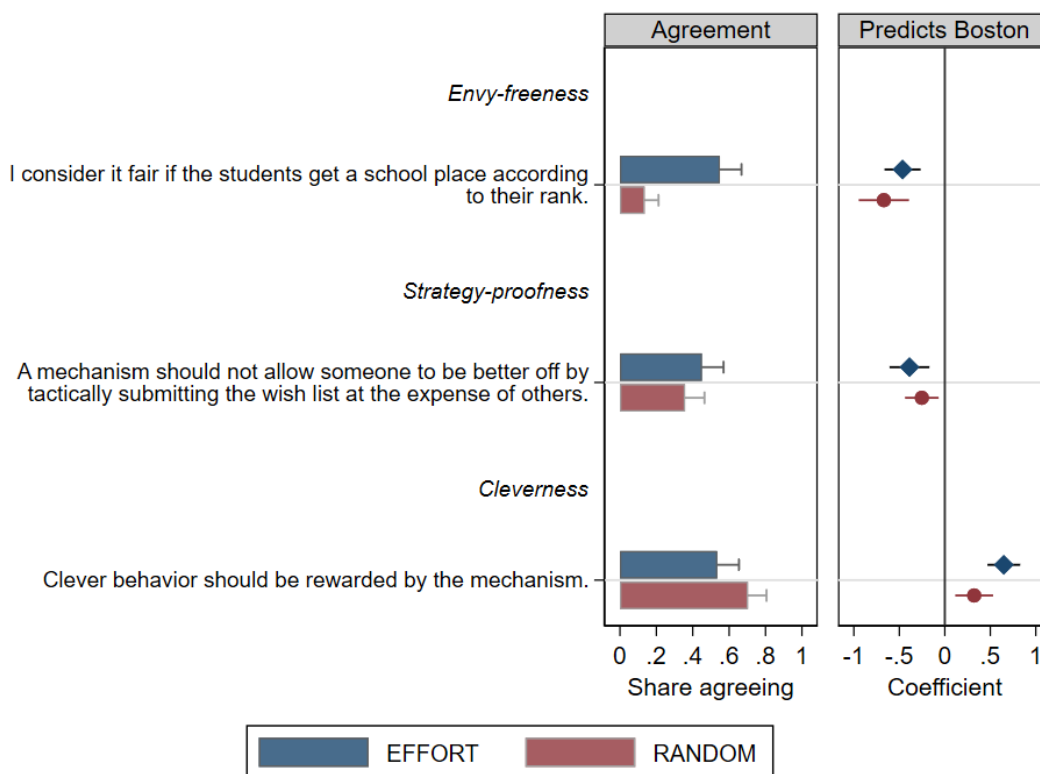 Agreement
Predicts Boston
Envy-freeness
I consider it fair if the students get a school place according
to their rank.
Strategy-proofness
A mechanism should not allow someone to be better off by
tactically submitting the wish list at the expense of others.
Cleverness
Clever behavior should be rewarded by the mechanism.
0 .2 .4 .6 .8 1
-1 -.5 0 .5 1
Share agreeing
Coefficient
EFFORT
RANDOM